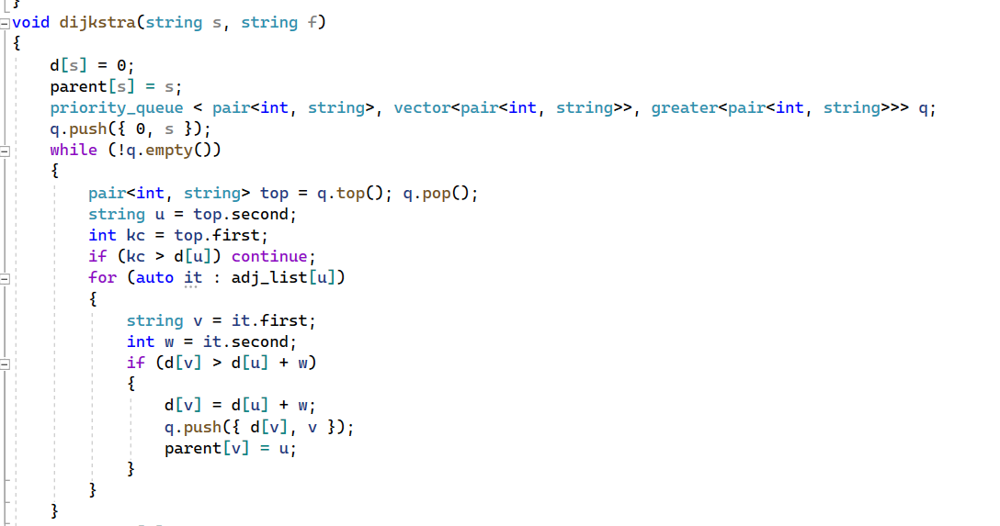 }
void dijkstra(string s, string f)
{
    d[s] = 0;
    parent[s] = s;
    priority_queue < pair<int, string>, vector<pair<int, string>>, greater<pair<int, string>>> q;
    q.push({ 0, s });
    while (!q.empty())
    {
        pair<int, string> top = q.top(); q.pop();
        string u = top.second;
        int kc = top.first;
        if (kc > d[u]) continue;
        for (auto it : adj_list[u])
        {
            string v = it.first;
            int w = it.second;
            if (d[v] > d[u] + w)
            {
                d[v] = d[u] + w;
                q.push({ d[v], v });
                parent[v] = u;
            }
        }
    }